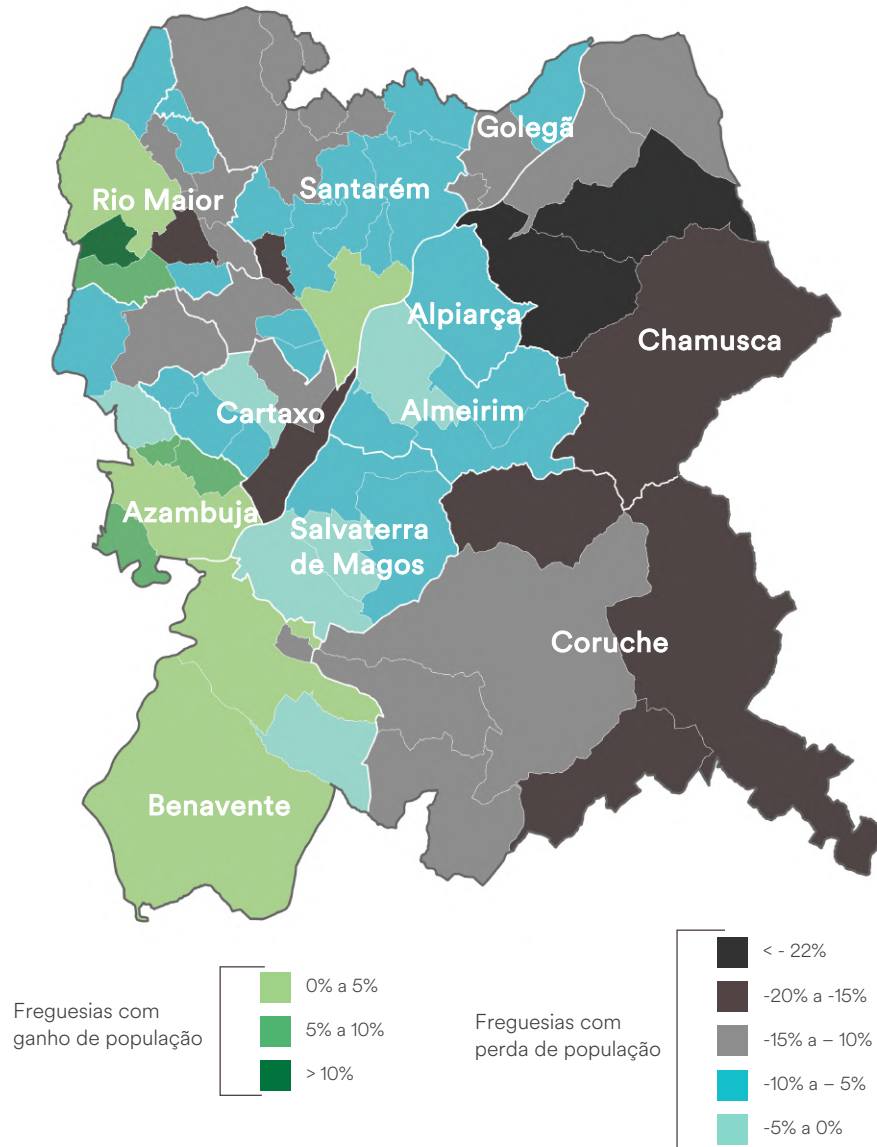 Golegã
Santarém
Rio Maior
Alpiarça
Chamusca
Almeirim
Cartaxo
Azambuja
Salvaterra
de Magos
Coruche
Benavente
Freguesias com
ganho de população
0% a 5%
5% a 10%
> 10%
Freguesias com
perda de população
< - 22%
-20% a -15%
-15% a – 10%
-10% a – 5%
-5% a 0%